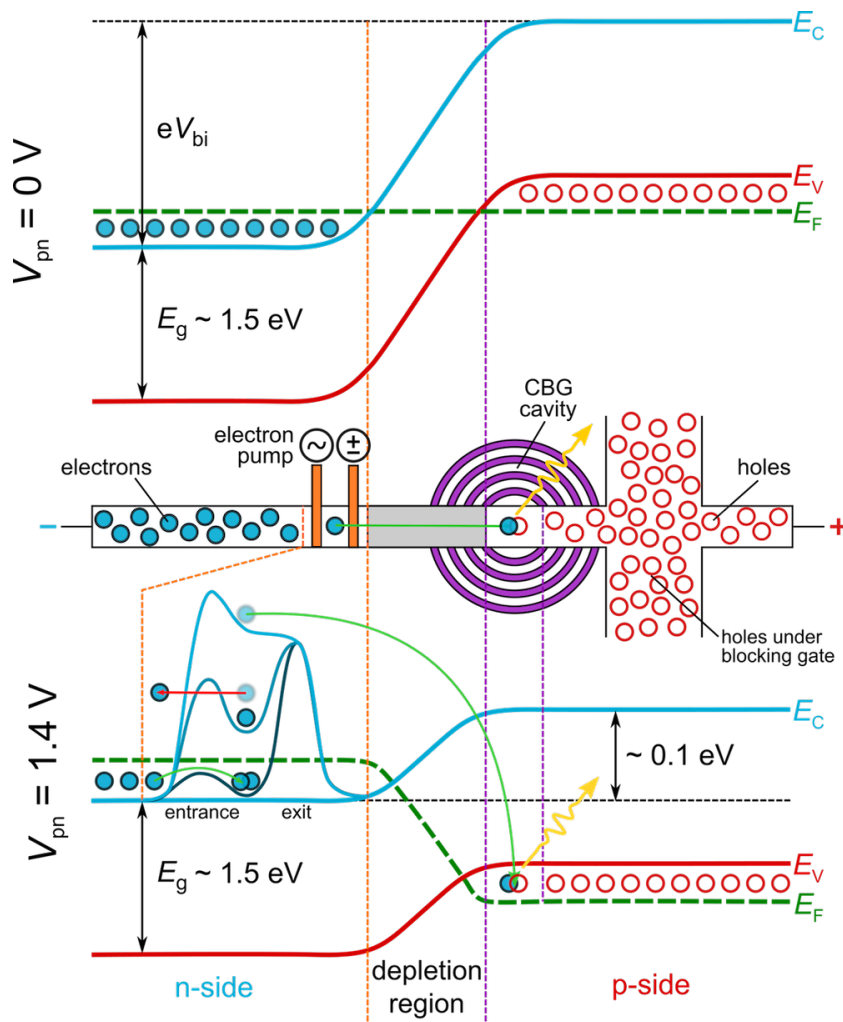 E_C
eV_bi
V_pn = 0 V
E_V
E_F
E_g ~ 1.5 eV
CBG
cavity
electron
pump
~
±
electrons
holes
−
+
holes under
blocking gate
V_pn = 1.4 V
E_C
~ 0.1 eV
entrance
exit
E_g ~ 1.5 eV
E_V
E_F
n-side
depletion
region
p-side